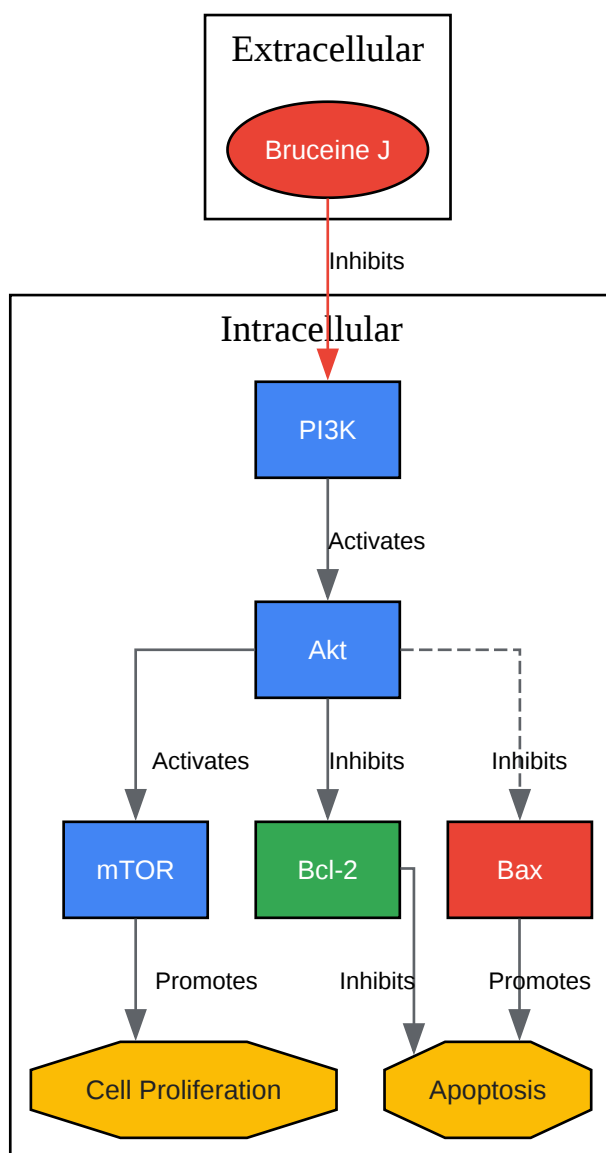 Extracellular
Bruceine J
Inhibits
Intracellular
PI3K
Activates
Akt
Activates
Inhibits
Inhibits
mTOR
Bcl-2
Bax
Promotes
Inhibits
Promotes
Cell Proliferation
Apoptosis